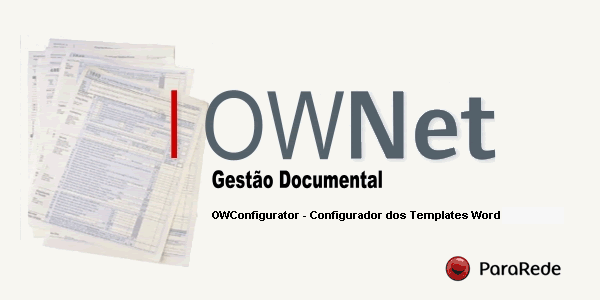 OWNet
Gestão Documental
OWConfigurator - Configurador dos Templates Word
ParaRede